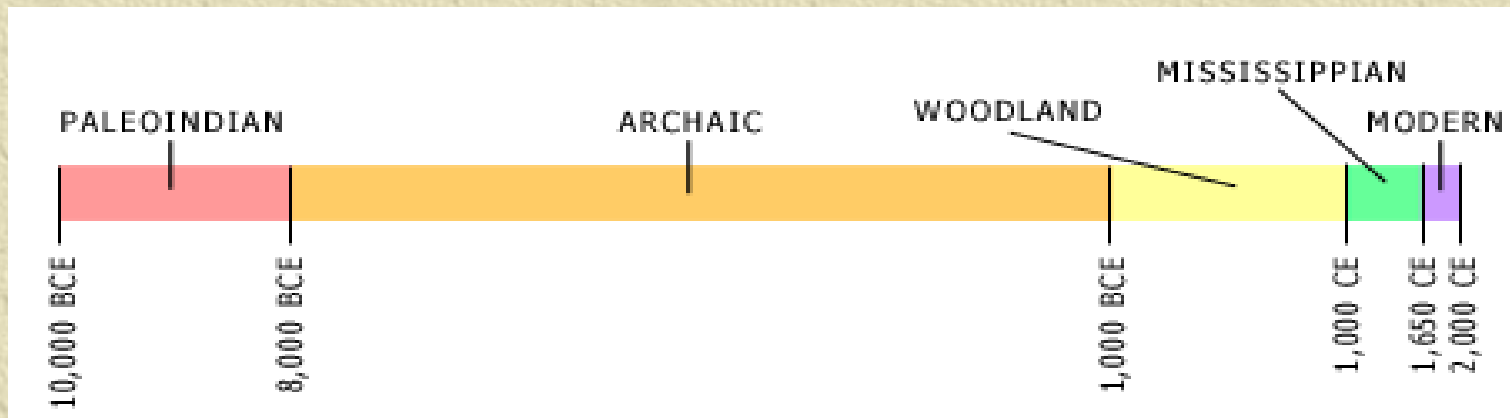 MISSISSIPPIAN
PALEOINDIAN
ARCHAIC
WOODLAND
MODERN
10,000 BCE
8,000 BCE
1,000 BCE
1,000 CE
1,650 CE
2,000 CE